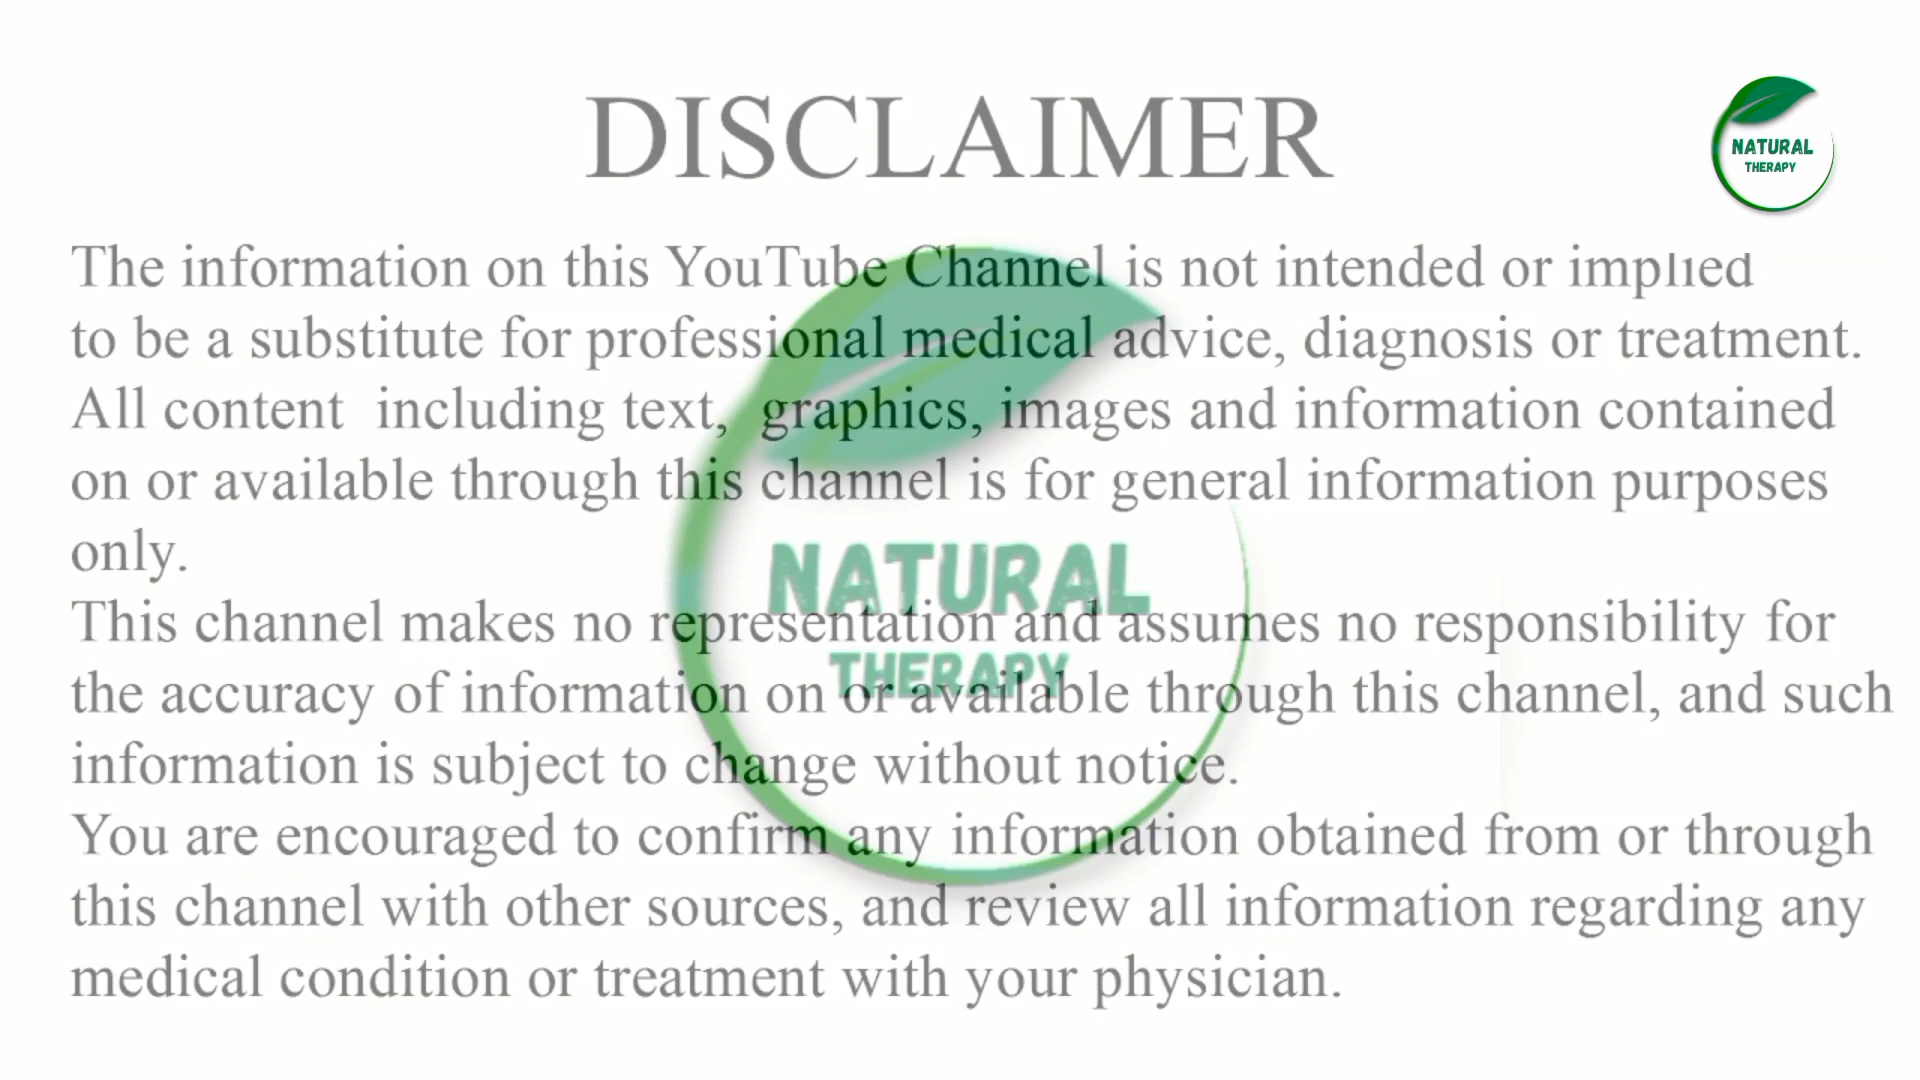 DISCLAIMER
NATURAL
THERAPY
The information on this YouTube Channel is not intended or implied
to be a substitute for professional medical advice, diagnosis or treatment.
All content including text, graphics, images and information contained
on or available through this channel is for general information purposes
only.
NATURAL
This channel makes no representation and assumes no responsibility for
THERAPY
the accuracy of information on or available through this channel, and such
information is subject to change without notice.
You are encouraged to confirm any information obtained from or through
this channel with other sources, and review all information regarding any
medical condition or treatment with your physician.